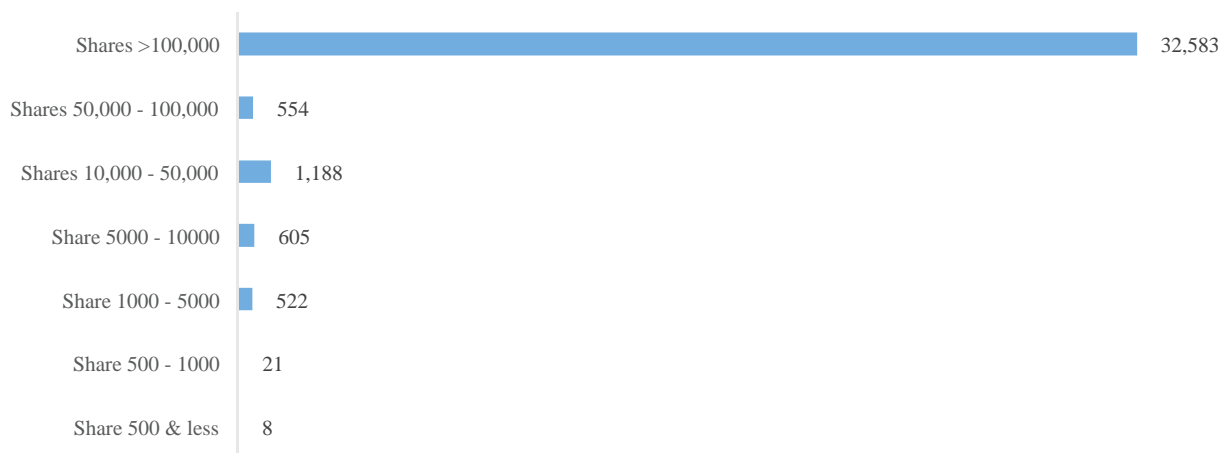 Shares >100,000 32,583
Shares 50,000 - 100,000 554
Shares 10,000 - 50,000 1,188
Share 5000 - 10000 605
Share 1000 - 5000 522
Share 500 - 1000 21
Share 500 & less 8